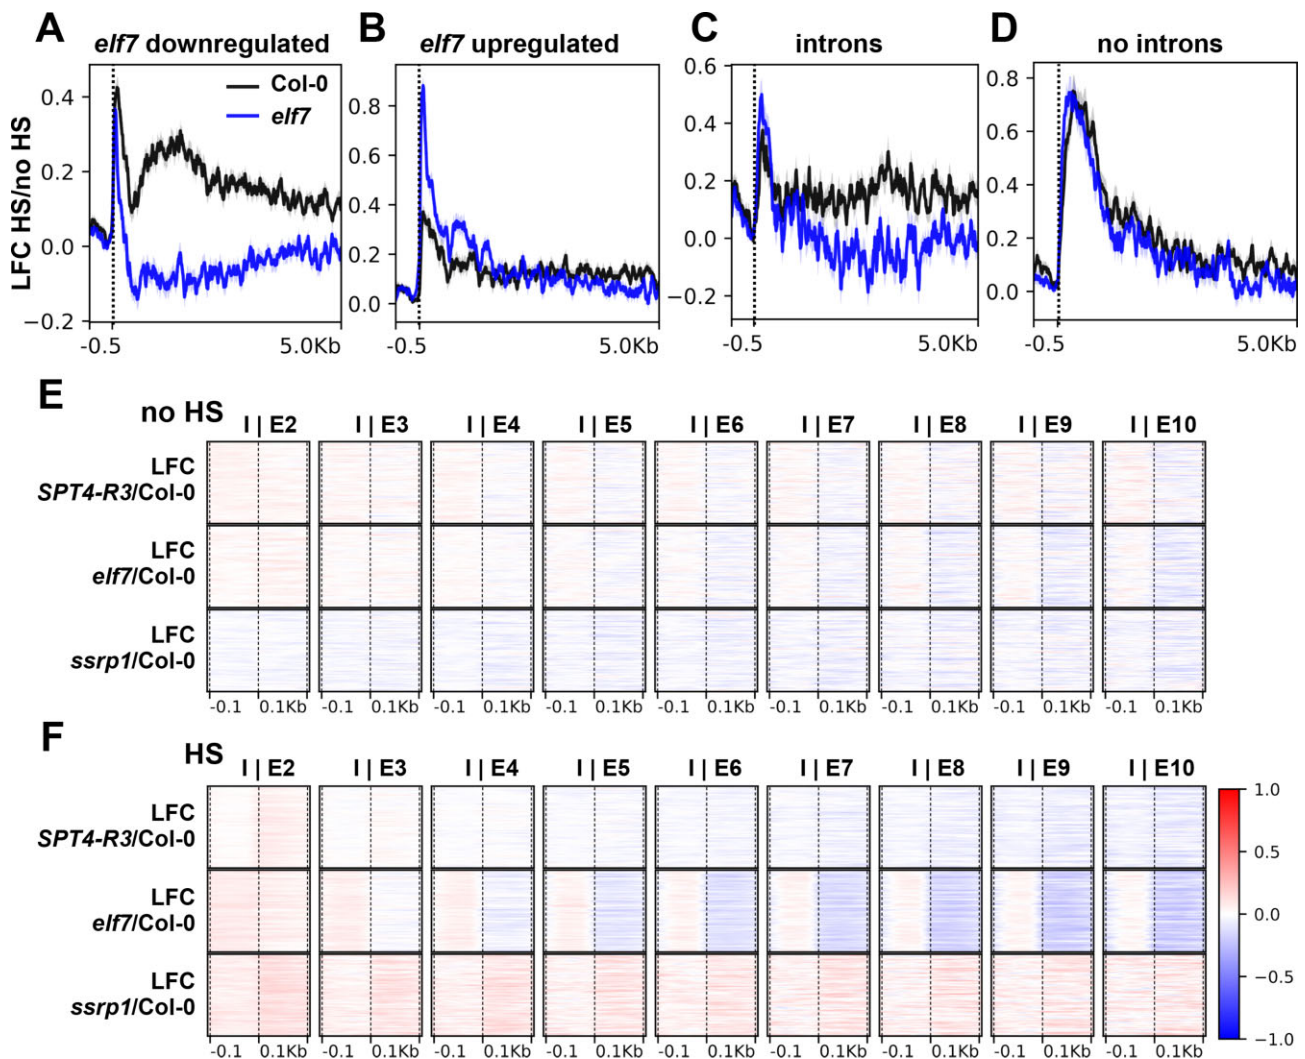 A
elf7 downregulated
B
elf7 upregulated
C
introns
D
no introns
LFC HS/no HS
Col-0
elf7
0.4
0.2
0.0
−0.2
-0.5
5.0Kb
0.8
0.6
0.4
0.2
0.0
-0.5
5.0Kb
0.6
0.4
0.2
0.0
−0.2
-0.5
5.0Kb
0.8
0.6
0.4
0.2
0.0
-0.5
5.0Kb
E
no HS
I | E2 I | E3 I | E4 I | E5 I | E6 I | E7 I | E8 I | E9 I | E10
LFC
SPT4-R3/Col-0
LFC
elf7/Col-0
LFC
ssrp1/Col-0
-0.1 0.1Kb -0.1 0.1Kb -0.1 0.1Kb -0.1 0.1Kb -0.1 0.1Kb -0.1 0.1Kb -0.1 0.1Kb -0.1 0.1Kb -0.1 0.1Kb
F
HS
I | E2 I | E3 I | E4 I | E5 I | E6 I | E7 I | E8 I | E9 I | E10
LFC
SPT4-R3/Col-0
LFC
elf7/Col-0
LFC
ssrp1/Col-0
-0.1 0.1Kb -0.1 0.1Kb -0.1 0.1Kb -0.1 0.1Kb -0.1 0.1Kb -0.1 0.1Kb -0.1 0.1Kb -0.1 0.1Kb -0.1 0.1Kb
1.0
0.5
0.0
−0.5
−1.0